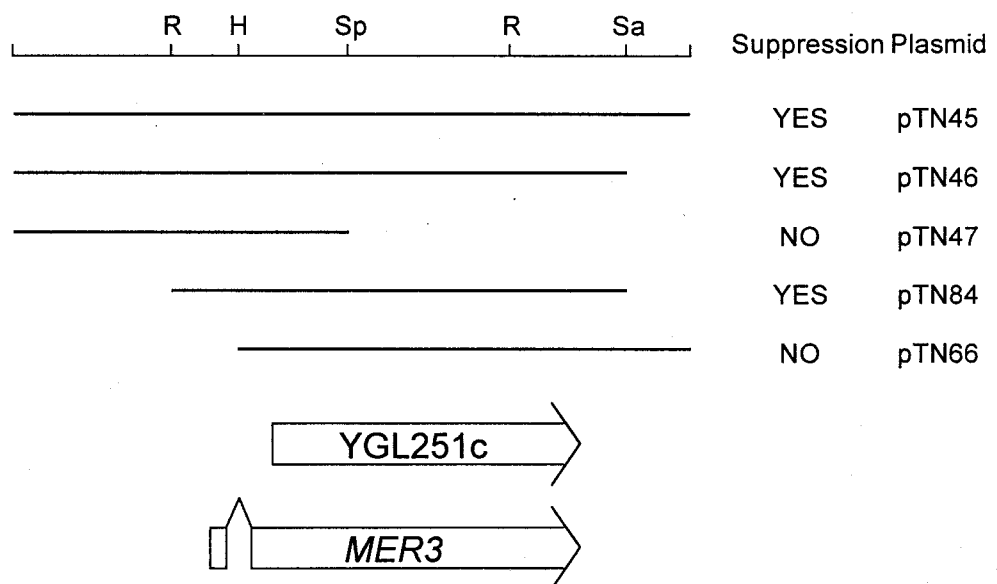 R H Sp R Sa
Suppression Plasmid
YES pTN45
YES pTN46
NO pTN47
YES pTN84
NO pTN66
YGL251c
MER3